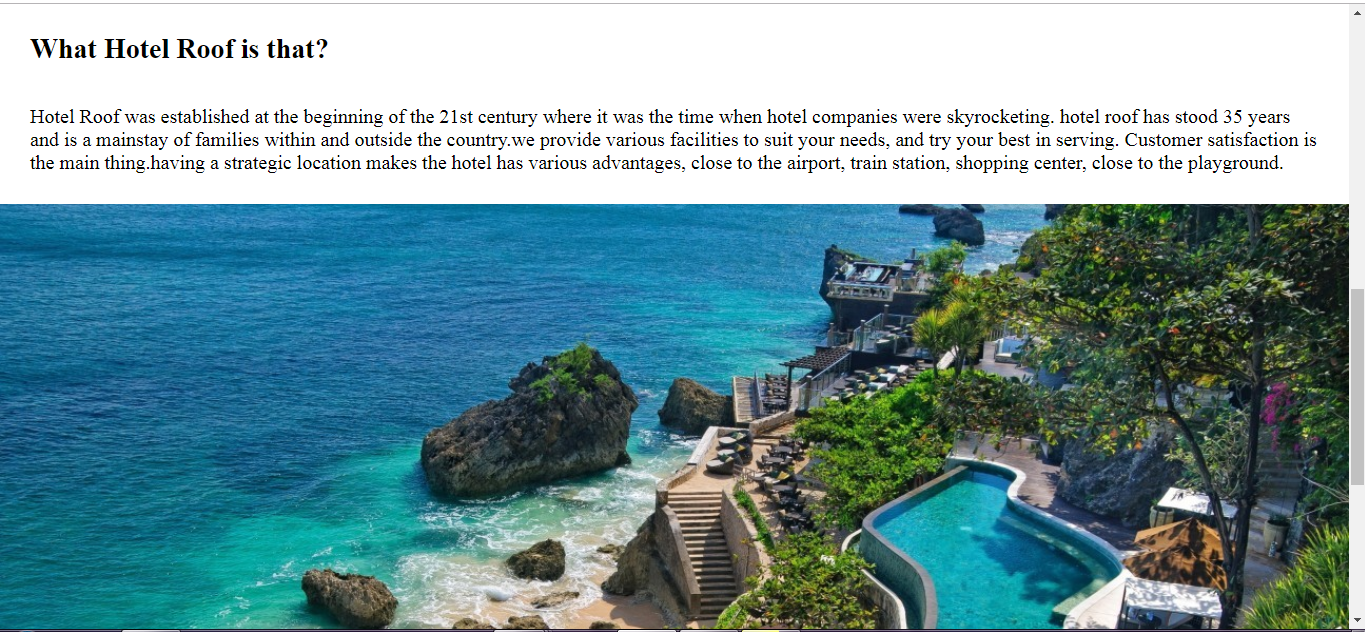 What Hotel Roof is that?
Hotel Roof was established at the beginning of the 21st century where it was the time when hotel companies were skyrocketing. hotel roof has stood 35 years
and is a mainstay of families within and outside the country.we provide various facilities to suit your needs, and try your best in serving. Customer satisfaction is
the main thing.having a strategic location makes the hotel has various advantages, close to the airport, train station, shopping center, close to the playground.